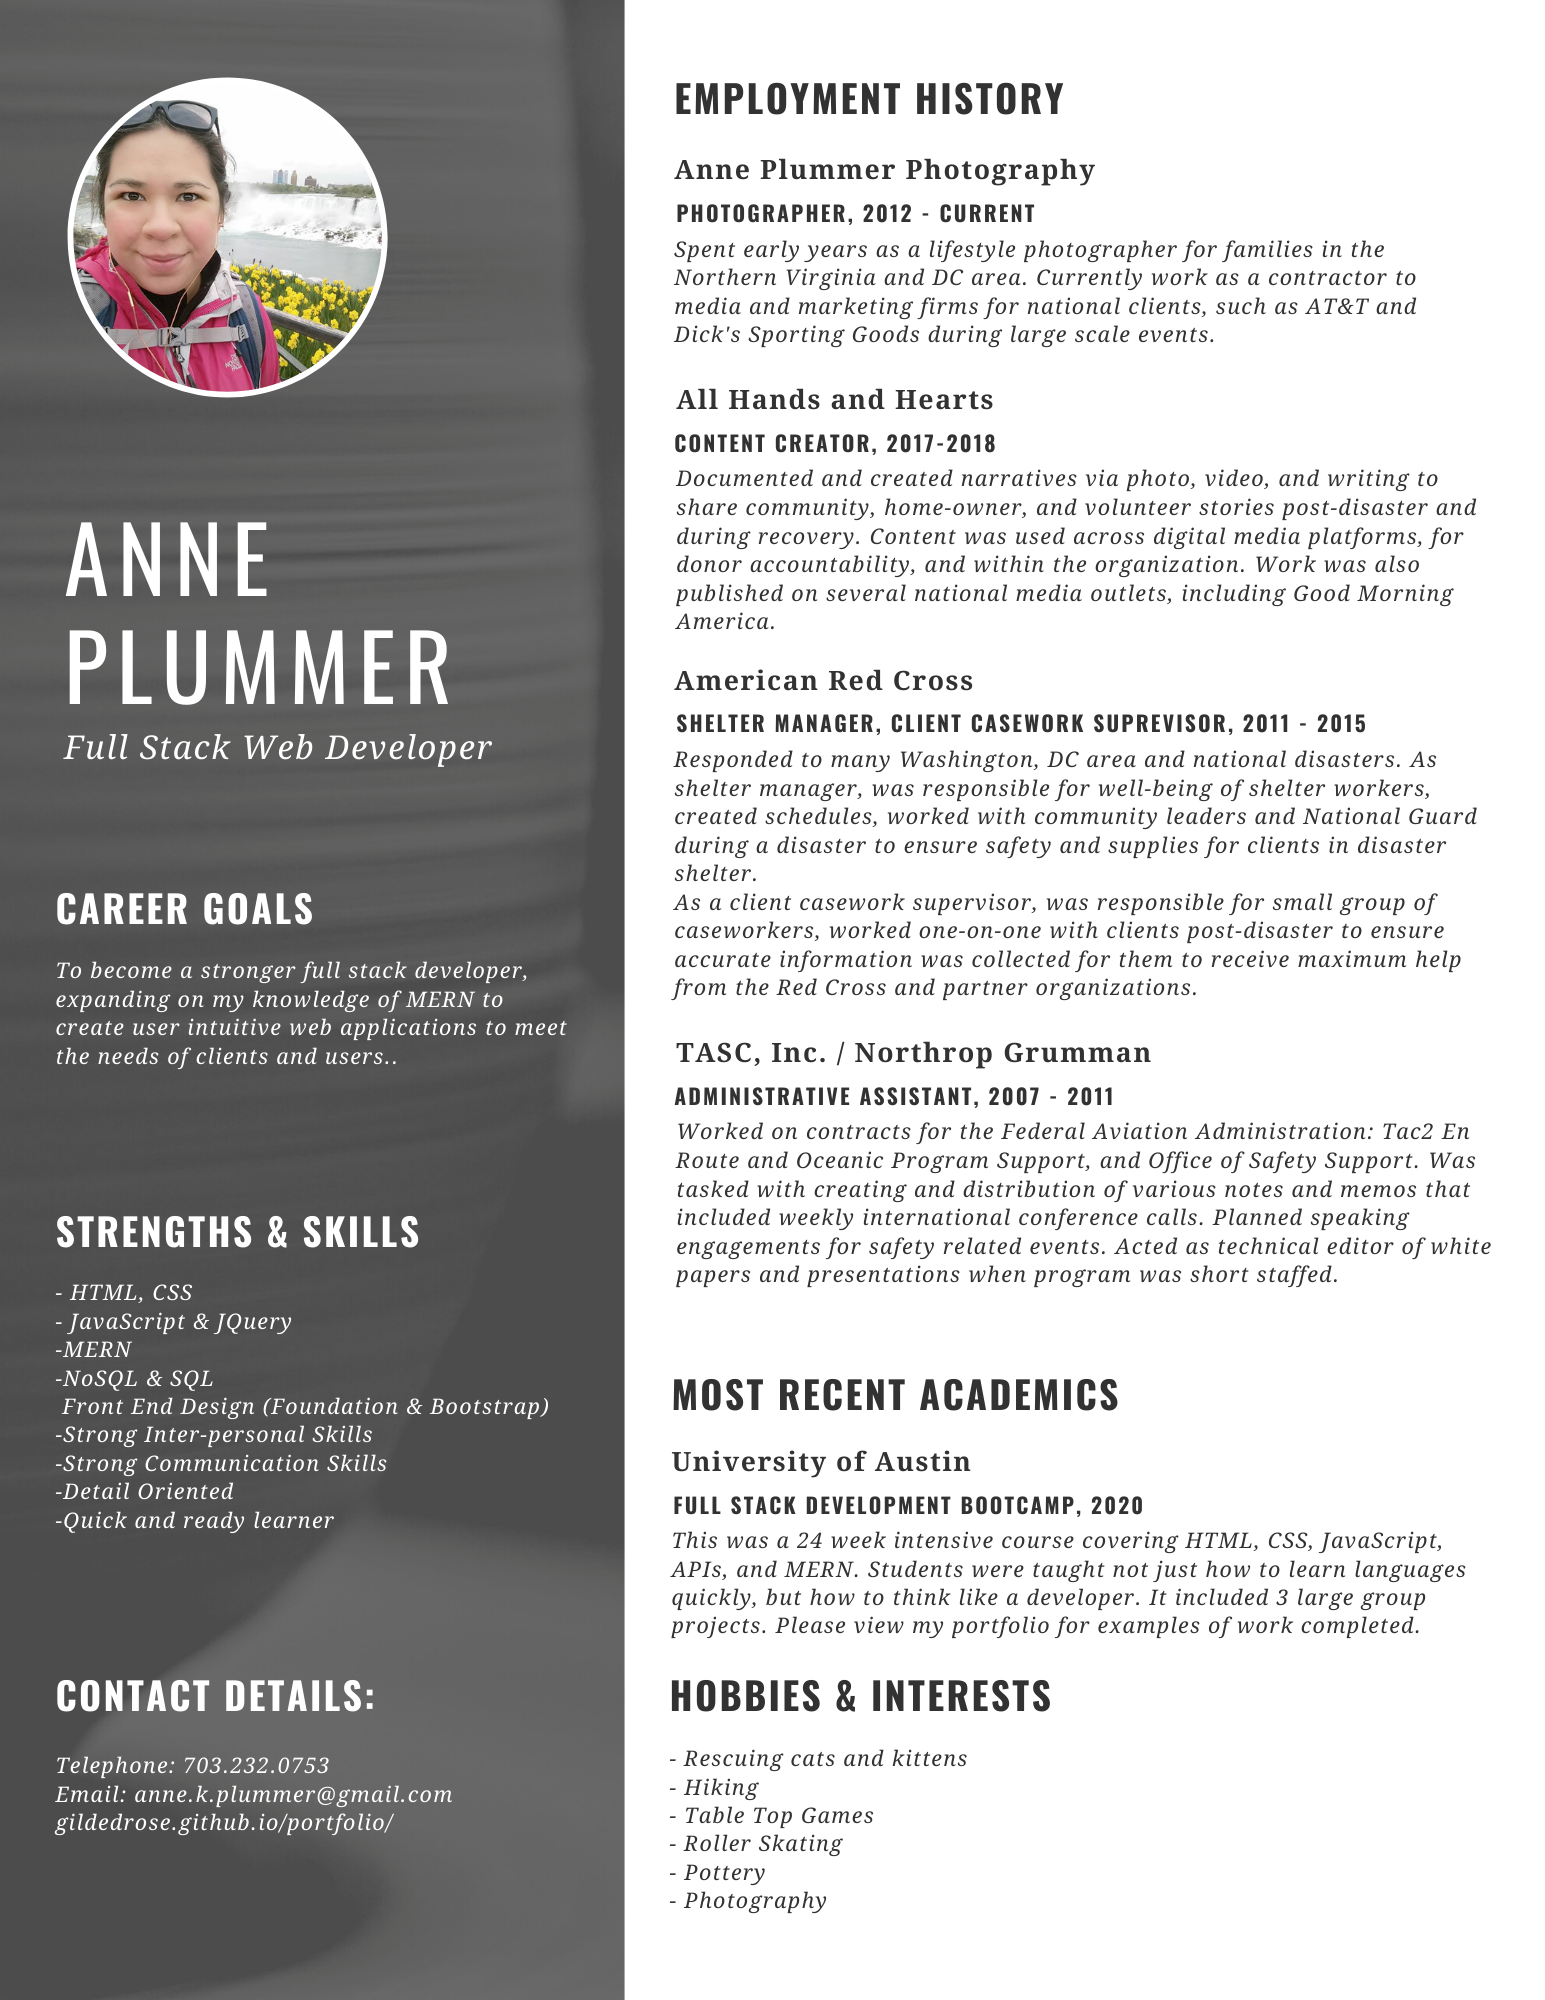 ANNE
PLUMMER
Full Stack Web Developer
CAREER GOALS
To become a stronger full stack developer,
expanding on my knowledge of MERN to
create user intuitive web applications to meet
the needs of clients and users..
STRENGTHS & SKILLS
- HTML, CSS
- JavaScript & JQuery
-MERN
-NoSQL & SQL
Front End Design (Foundation & Bootstrap)
-Strong Inter-personal Skills
-Strong Communication Skills
-Detail Oriented
-Quick and ready learner
CONTACT DETAILS:
Telephone: 703.232.0753
Email: anne.k.plummer@gmail.com
gildedrose.github.io/portfolio/
EMPLOYMENT HISTORY
Anne Plummer Photography
PHOTOGRAPHER, 2012 - CURRENT
Spent early years as a lifestyle photographer for families in the
Northern Virginia and DC area. Currently work as a contractor to
media and marketing firms for national clients, such as AT&T and
Dick's Sporting Goods during large scale events.
All Hands and Hearts
CONTENT CREATOR, 2017-2018
Documented and created narratives via photo, video, and writing to
share community, home-owner, and volunteer stories post-disaster and
during recovery. Content was used across digital media platforms, for
donor accountability, and within the organization. Work was also
published on several national media outlets, including Good Morning
America.
American Red Cross
SHELTER MANAGER, CLIENT CASEWORK SUPREVISOR, 2011 - 2015
Responded to many Washington, DC area and national disasters. As
shelter manager, was responsible for well-being of shelter workers,
created schedules, worked with community leaders and National Guard
during a disaster to ensure safety and supplies for clients in disaster
shelter.
As a client casework supervisor, was responsible for small group of
caseworkers, worked one-on-one with clients post-disaster to ensure
accurate information was collected for them to receive maximum help
from the Red Cross and partner organizations.
TASC, Inc. / Northrop Grumman
ADMINISTRATIVE ASSISTANT, 2007 - 2011
Worked on contracts for the Federal Aviation Administration: Tac2 En
Route and Oceanic Program Support, and Office of Safety Support. Was
tasked with creating and distribution of various notes and memos that
included weekly international conference calls. Planned speaking
engagements for safety related events. Acted as technical editor of white
papers and presentations when program was short staffed.
MOST RECENT ACADEMICS
University of Austin
FULL STACK DEVELOPMENT BOOTCAMP, 2020
This was a 24 week intensive course covering HTML, CSS, JavaScript,
APIs, and MERN. Students were taught not just how to learn languages
quickly, but how to think like a developer. It included 3 large group
projects. Please view my portfolio for examples of work completed.
HOBBIES & INTERESTS
- Rescuing cats and kittens
- Hiking
- Table Top Games
- Roller Skating
- Pottery
- Photography